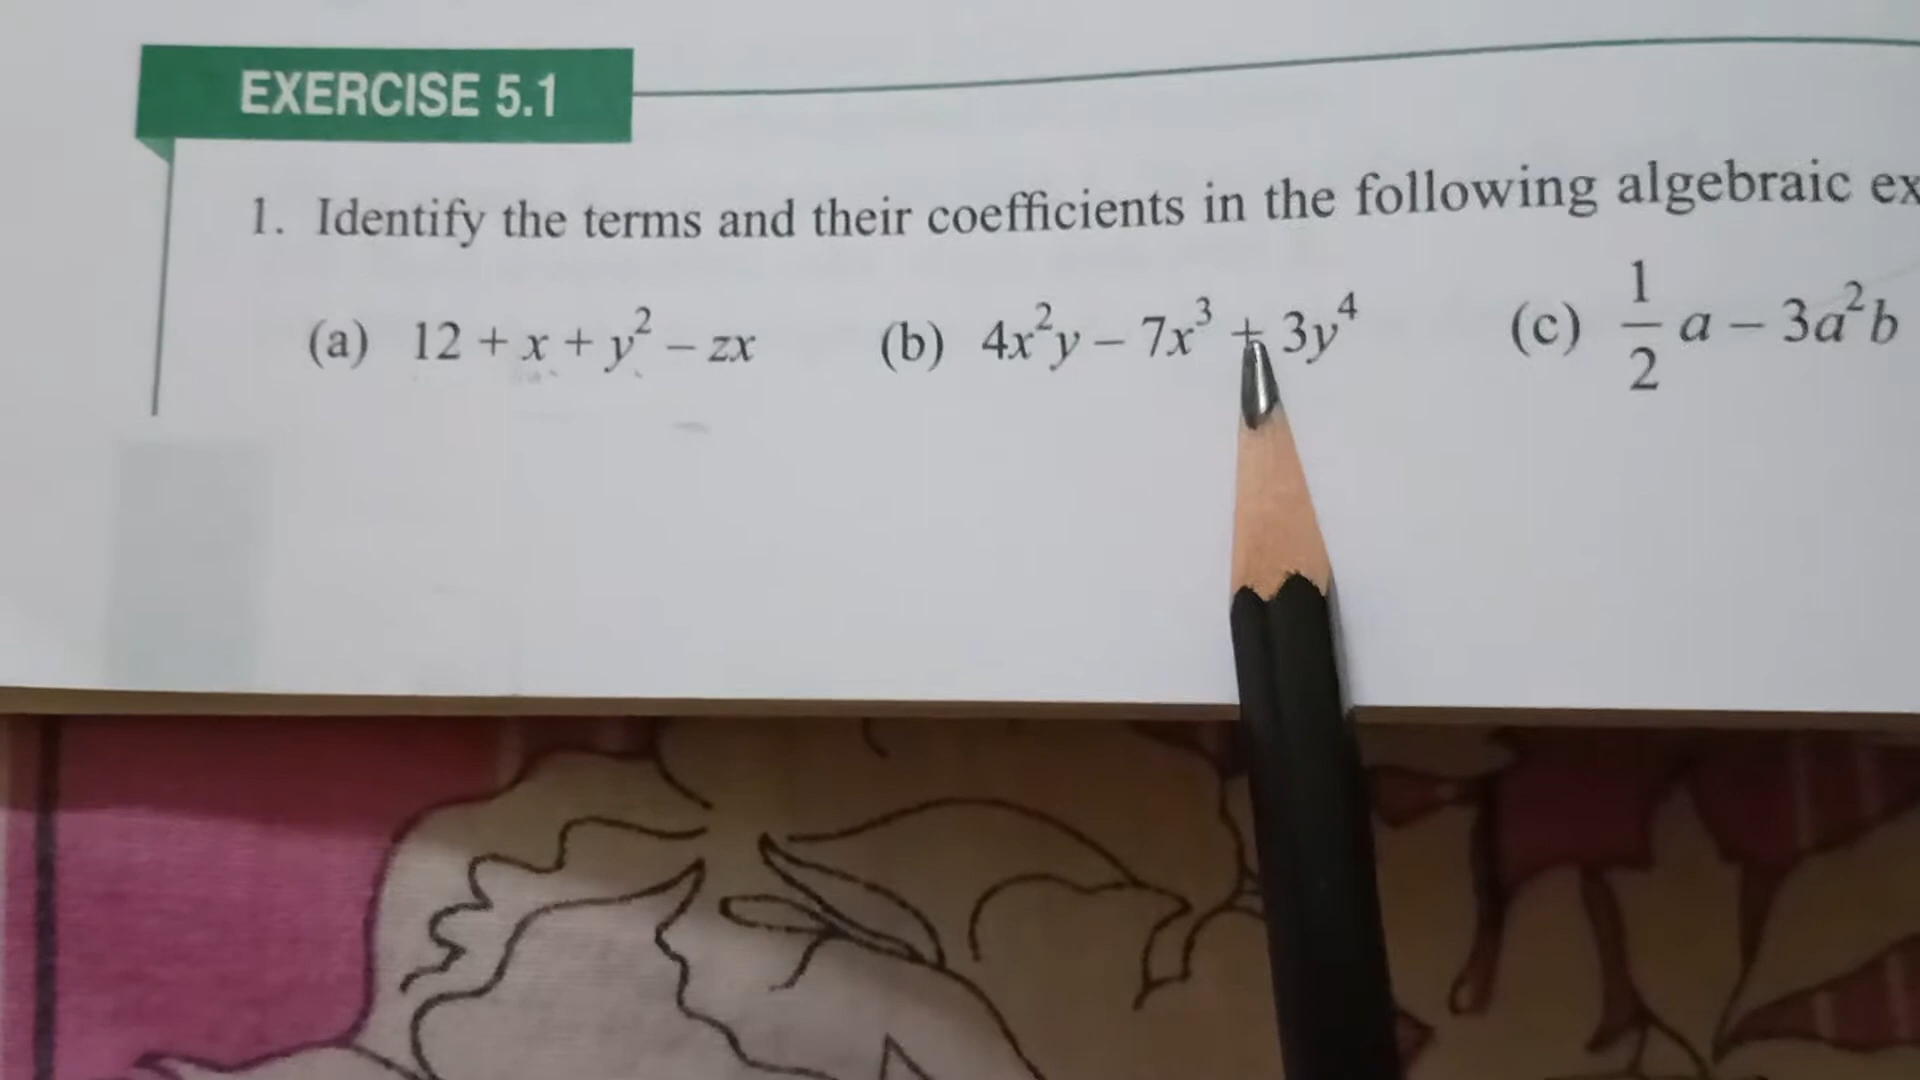 EXERCISE 5.1
1. Identify the terms and their coefficients in the following algebraic ex
(a) 12 + x + y² – zx (b) 4x²y – 7x³ + 3y⁴ (c) 1/2 a – 3a²b